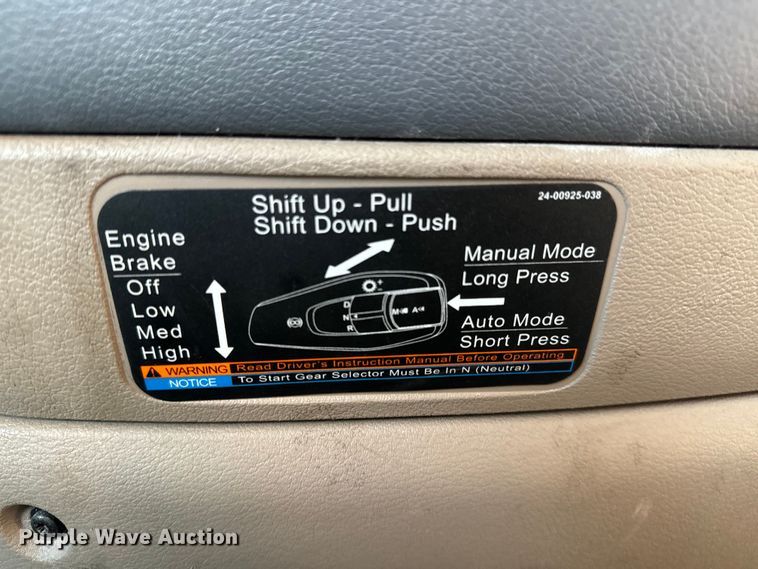 Shift Up - Pull
Shift Down - Push
24-00925-038
Engine
Brake
Off
Low
Med
High
D
N
R
M
A
Manual Mode
Long Press
Auto Mode
Short Press
WARNING Read Driver's Instruction Manual Before Operating
NOTICE To Start Gear Selector Must Be In N (Neutral)
Purple Wave Auction